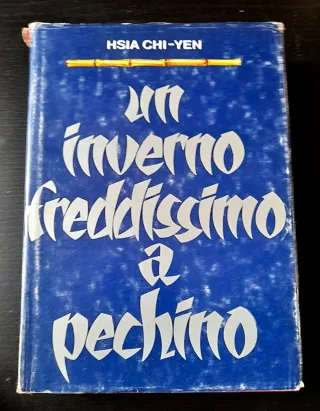 HSIA CHI-YEN
un
inverno
freddissimo
a
pechino